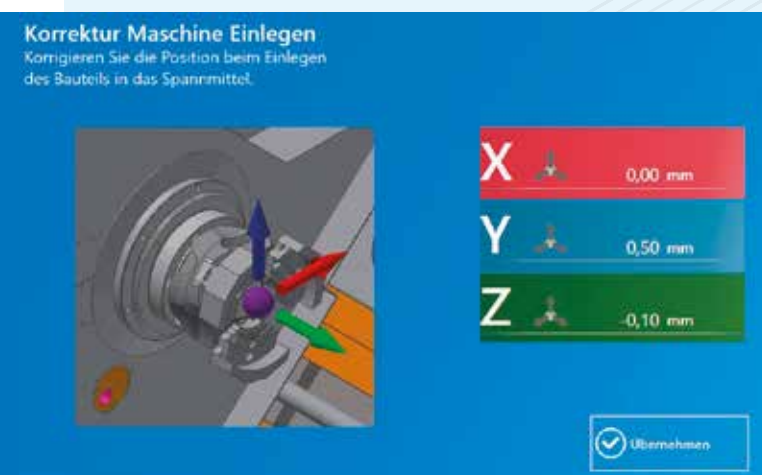 Korrektur Maschine Einlegen
Korrigieren Sie die Position beim Einlegen
des Bauteils in das Spannmittel.
X 0,00 mm
Y 0,50 mm
Z -0,10 mm
Übernehmen